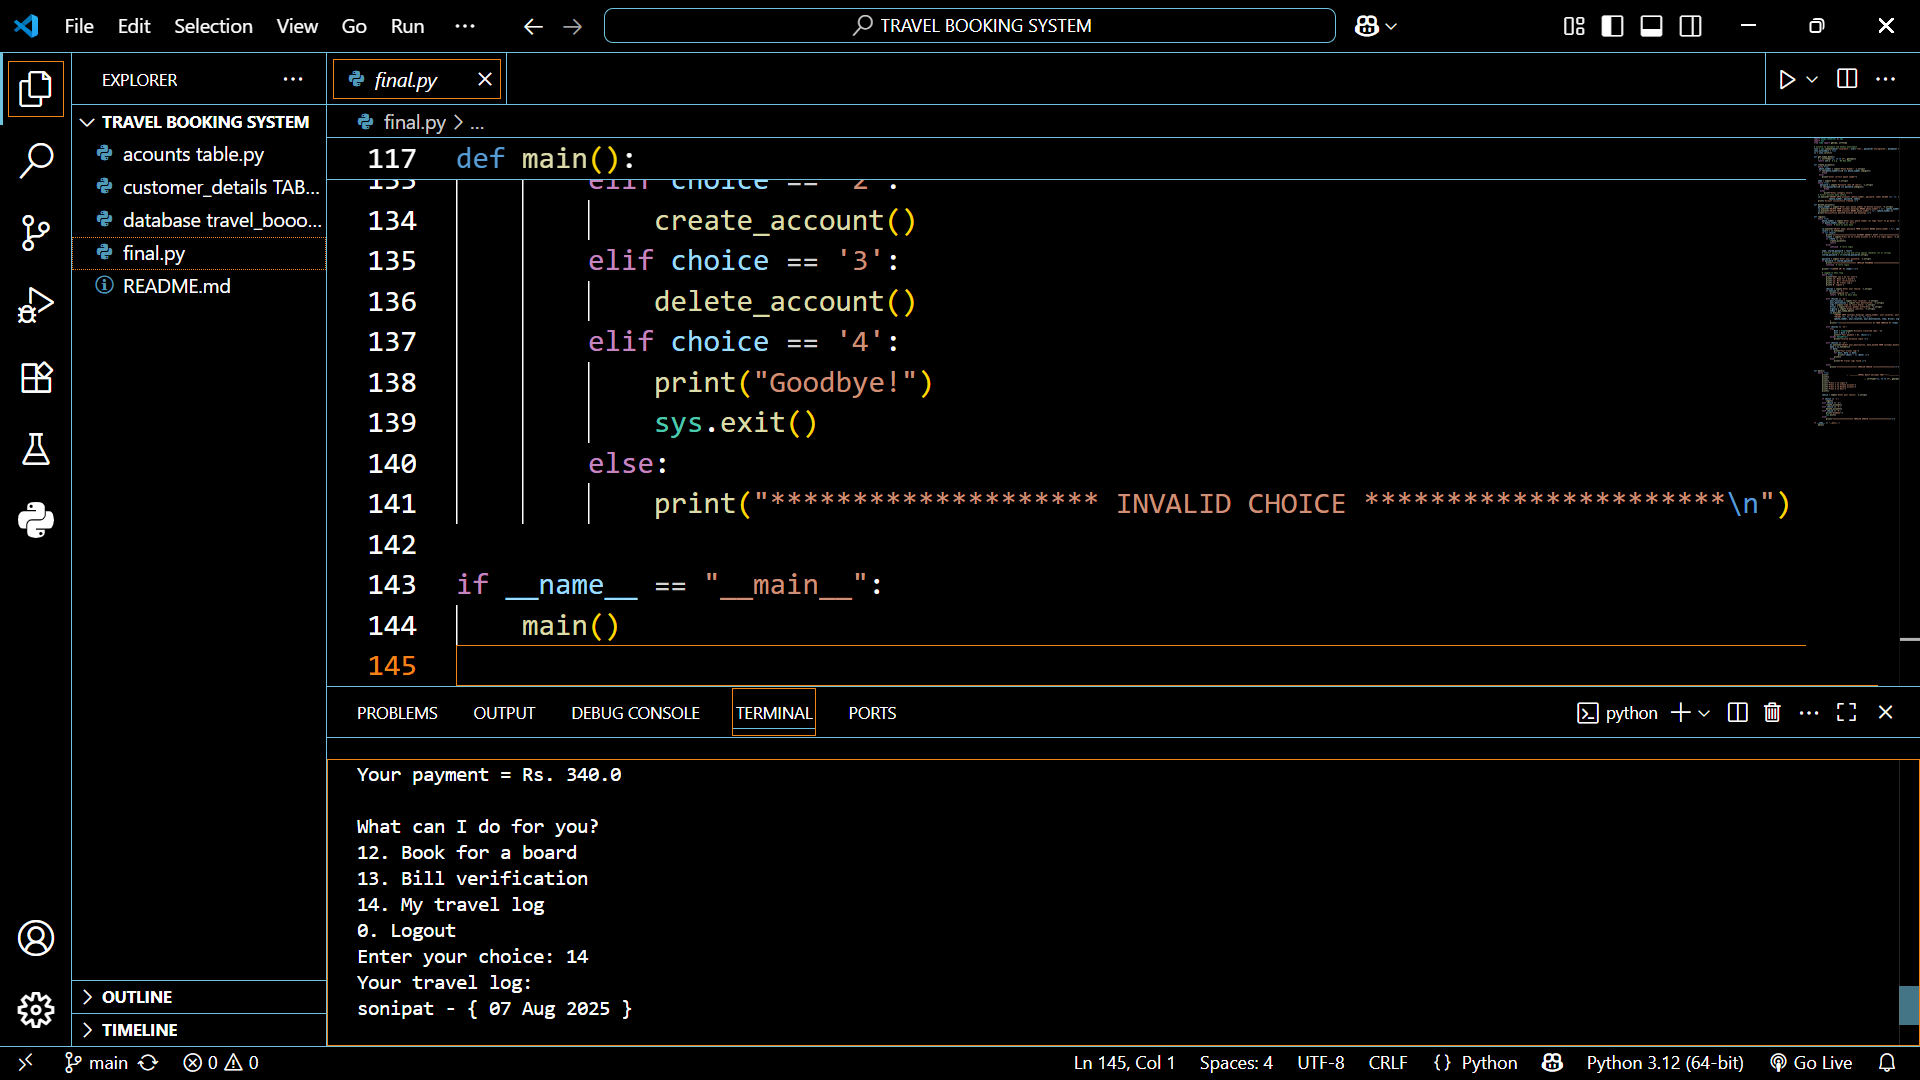 File Edit Selection View Go Run ···
TRAVEL BOOKING SYSTEM
EXPLORER
final.py
TRAVEL BOOKING SYSTEM
acounts table.py
customer_details TAB...
database travel_booo...
final.py
README.md
OUTLINE
TIMELINE
final.py > ...
117 def main():
133 elif choice == '2':
134 create_account()
135 elif choice == '3':
136 delete_account()
137 elif choice == '4':
138 print("Goodbye!")
139 sys.exit()
140 else:
141 print("******************** INVALID CHOICE **********************\n")
142
143 if __name__ == "__main__":
144 main()
145
PROBLEMS OUTPUT DEBUG CONSOLE TERMINAL PORTS
python
Your payment = Rs. 340.0
What can I do for you?
12. Book for a board
13. Bill verification
14. My travel log
0. Logout
Enter your choice: 14
Your travel log:
sonipat - { 07 Aug 2025 }
main 0 0 Ln 145, Col 1 Spaces: 4 UTF-8 CRLF {} Python Python 3.12 (64-bit) Go Live